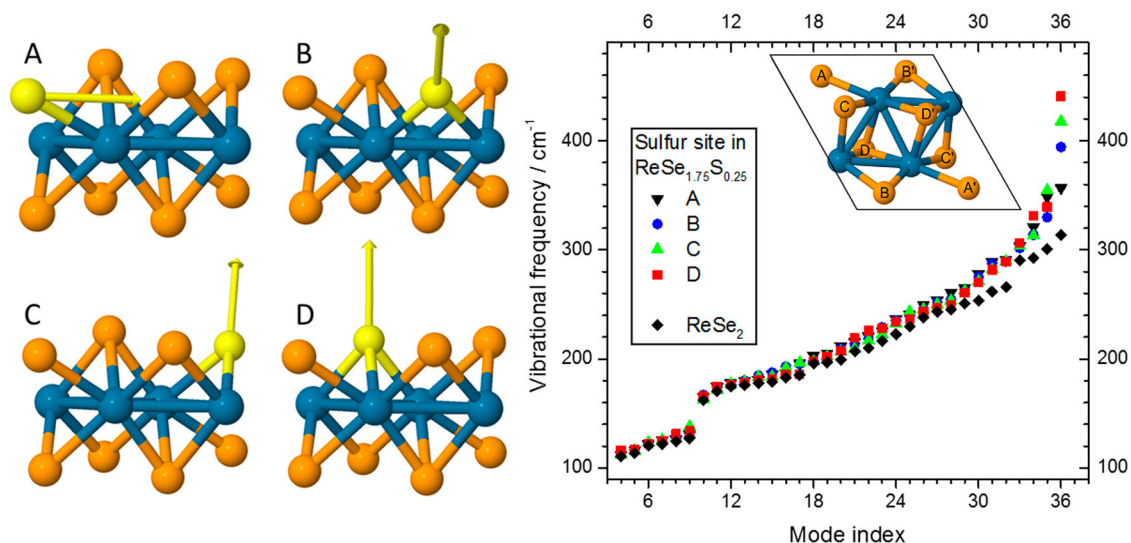 A
B
C
D
6 12 18 24 30 36
400
300
200
100
Vibrational frequency / cm⁻¹
Sulfur site in
ReSe₁.₇₅S₀.₂₅
A
B
C
D
ReSe₂
A
B'
C
D'
D
C'
B
A'
400
300
200
100
6 12 18 24 30 36
Mode index